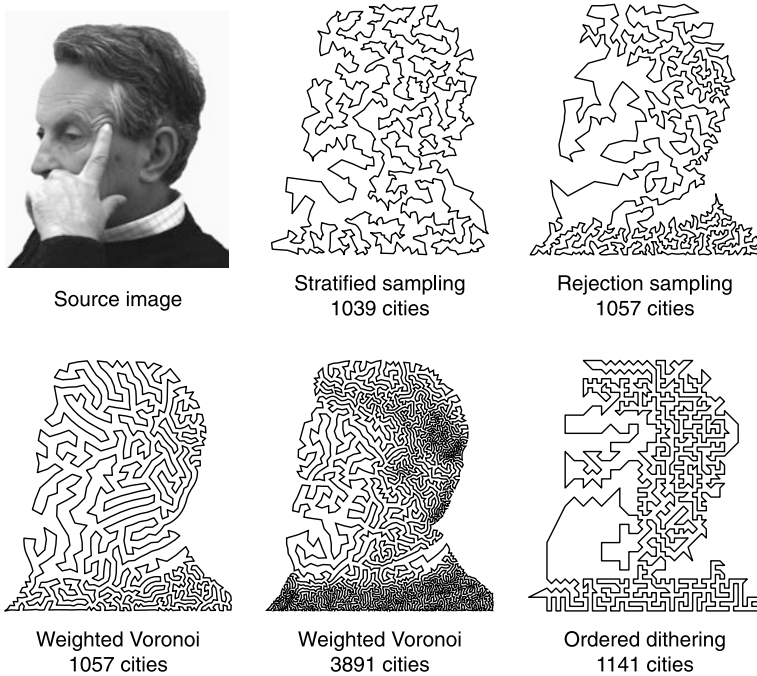 Source image
Stratified sampling
1039 cities
Rejection sampling
1057 cities
Weighted Voronoi
1057 cities
Weighted Voronoi
3891 cities
Ordered dithering
1141 cities